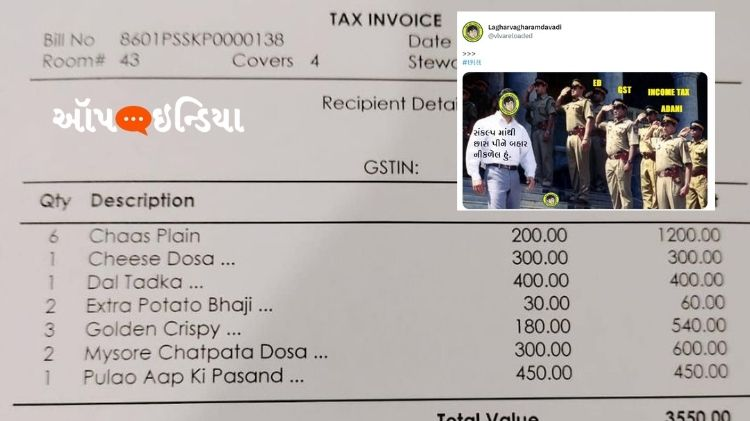 TAX INVOICE
Bill No 8601PSSKP0000138 Date
Room# 43 Covers 4
Recipient Detai
GSTIN:
ઑપઇન્ડિયા
Lagharvagharamdavadi
@vivareloaded
>>>
#છાસ
ED
GST
INCOME TAX
ADANI
સંકલ્પ માંથી
છાસ પીને બહાર
નીકળેલ હું.
Qty Description
6 Chaas Plain 200.00 1200.00
1 Cheese Dosa ... 300.00 300.00
1 Dal Tadka ... 400.00 400.00
2 Extra Potato Bhaji ... 30.00 60.00
3 Golden Crispy ... 180.00 540.00
2 Mysore Chatpata Dosa ... 300.00 600.00
1 Pulao Aap Ki Pasand ... 450.00 450.00
Total Value 3550.00